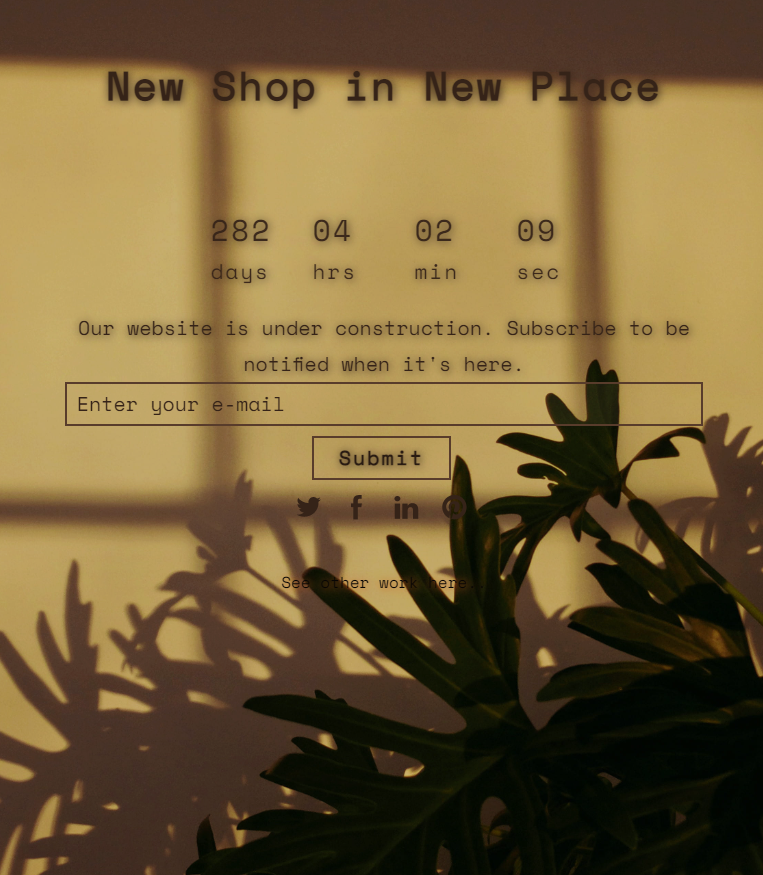 New Shop in New Place
282 04 02 09
days hrs min sec
Our website is under construction. Subscribe to be
notified when it's here.
Enter your e-mail
Submit
See other work here.